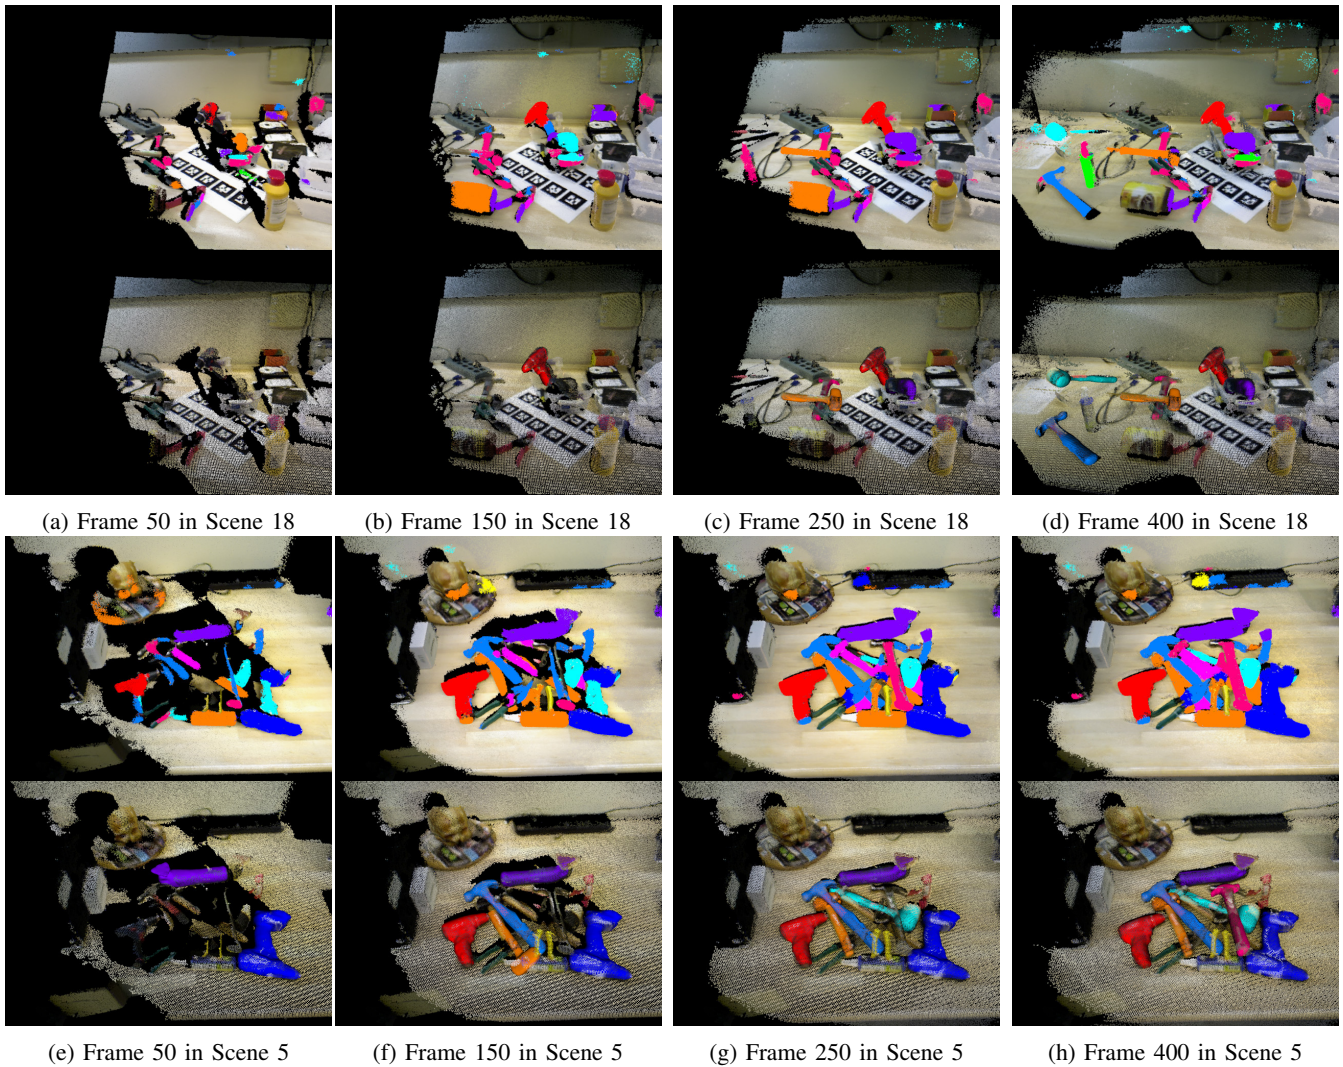 (a) Frame 50 in Scene 18
(b) Frame 150 in Scene 18
(c) Frame 250 in Scene 18
(d) Frame 400 in Scene 18
(e) Frame 50 in Scene 5
(f) Frame 150 in Scene 5
(g) Frame 250 in Scene 5
(h) Frame 400 in Scene 5